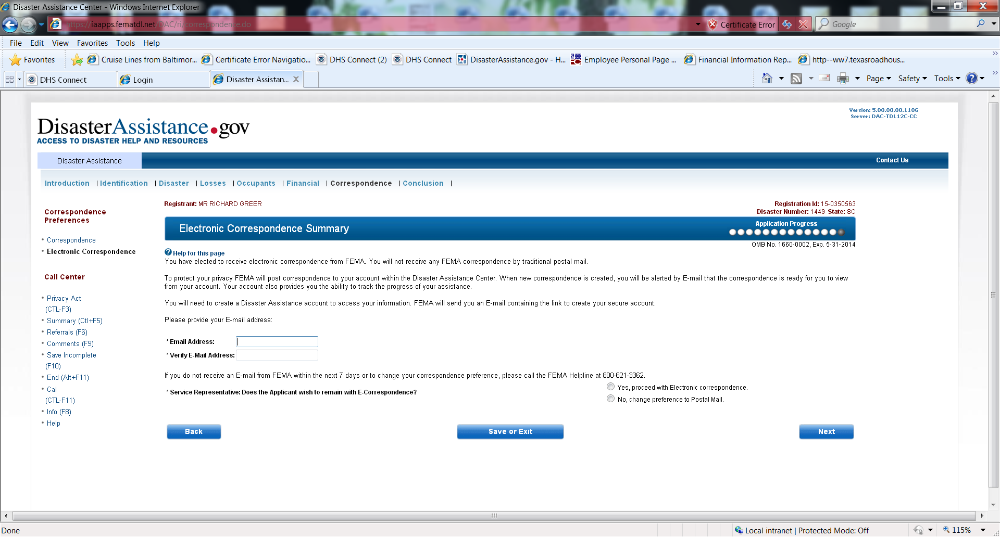 Disaster Assistance Center - Windows Internet Explorer
https://iaapps.fematdl.net/DAC/ri/correspondence.do
Certificate Error
Google
File Edit View Favorites Tools Help
Favorites
Cruise Lines from Baltimor...
Certificate Error Navigatio...
DHS Connect (2)
DHS Connect
DisasterAssistance.gov - H...
Employee Personal Page ...
Financial Information Rep...
http--ww7.texasroadhous...
DHS Connect
Login
Disaster Assistan...
Page Safety Tools
Version: 5.00.00.00.1106
Server: DAC-TDL12C-CC
DisasterAssistance.gov
ACCESS TO DISASTER HELP AND RESOURCES
Disaster Assistance
Contact Us
Introduction | Identification | Disaster | Losses | Occupants | Financial | Correspondence | Conclusion |
Correspondence
Preferences
• Correspondence
• Electronic Correspondence
Call Center
• Privacy Act
(CTL-F3)
• Summary (Ctl+F5)
• Referrals (F6)
• Comments (F9)
• Save Incomplete
(F10)
• End (Alt+F11)
• Cal
(CTL-F11)
• Info (F8)
• Help
Registrant: MR RICHARD GREER
Registration Id: 15-0350563
Disaster Number: 1449 State: SC
Electronic Correspondence Summary
Application Progress
OMB No. 1660-0002, Exp. 5-31-2014
Help for this page
You have elected to receive electronic correspondence from FEMA. You will not receive any FEMA correspondence by traditional postal mail.
To protect your privacy FEMA will post correspondence to your account within the Disaster Assistance Center. When new correspondence is created, you will be alerted by E-mail that the correspondence is ready for you to view
from your account. Your account also provides you the ability to track the progress of your assistance.
You will need to create a Disaster Assistance account to access your information. FEMA will send you an E-mail containing the link to create your secure account.
Please provide your E-mail address:
* Email Address:
* Verify E-Mail Address:
If you do not receive an E-mail from FEMA within the next 7 days or to change your correspondence preference, please call the FEMA Helpline at 800-621-3362.
* Service Representative: Does the Applicant wish to remain with E-Correspondence?
Yes, proceed with Electronic correspondence.
No, change preference to Postal Mail.
Back
Save or Exit
Next
Done
Local intranet | Protected Mode: Off
115%